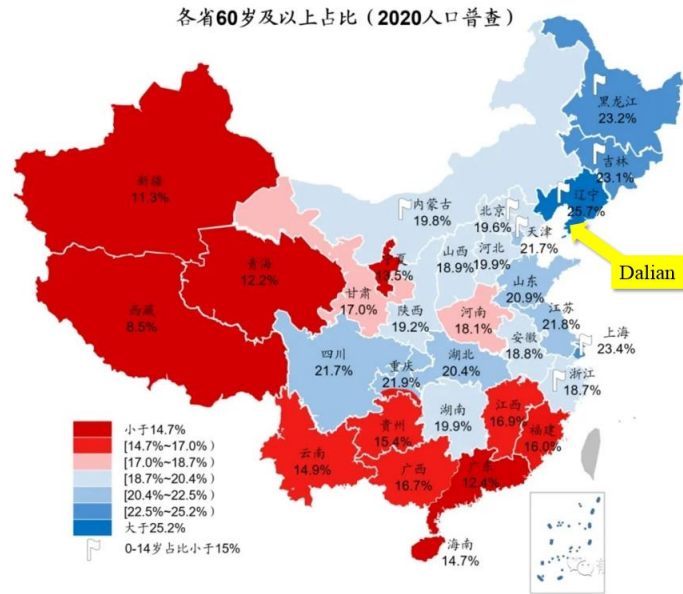 各省60岁及以上占比（2020人口普查）
黑龙江
23.2%
吉林
23.1%
辽宁
25.7%
新疆
11.3%
内蒙古
19.8%
北京
19.6%
天津
21.7%
Dalian
山西
18.9%
河北
19.9%
宁夏
13.5%
青海
12.2%
甘肃
17.0%
山东
20.9%
西藏
8.5%
陕西
19.2%
河南
18.1%
江苏
21.8%
安徽
18.8%
上海
23.4%
四川
21.7%
重庆
21.9%
湖北
20.4%
浙江
18.7%
湖南
19.9%
江西
16.9%
福建
16.0%
贵州
15.4%
云南
14.9%
广西
16.7%
广东
12.4%
海南
14.7%
小于14.7%
[14.7%~17.0%)
[17.0%~18.7%)
[18.7%~20.4%)
[20.4%~22.5%)
[22.5%~25.2%)
大于25.2%
0-14岁占比小于15%